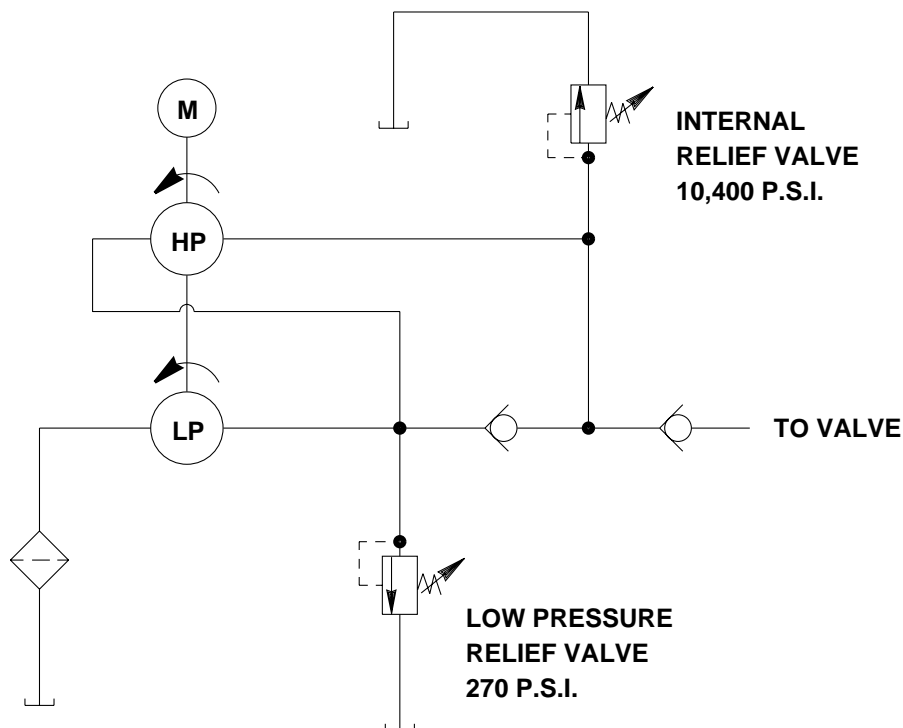 M
INTERNAL
RELIEF VALVE
10,400 P.S.I.
HP
LP
TO VALVE
LOW PRESSURE
RELIEF VALVE
270 P.S.I.